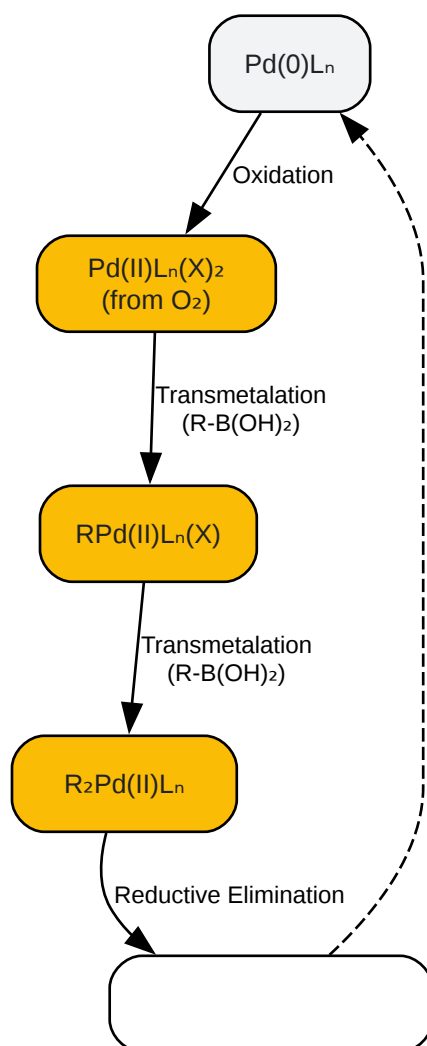 Pd(0)Lₙ
Oxidation
Pd(II)Lₙ(X)₂
(from O₂)
Transmetalation
(R-B(OH)₂)
RPd(II)Lₙ(X)
Transmetalation
(R-B(OH)₂)
R₂Pd(II)Lₙ
Reductive Elimination